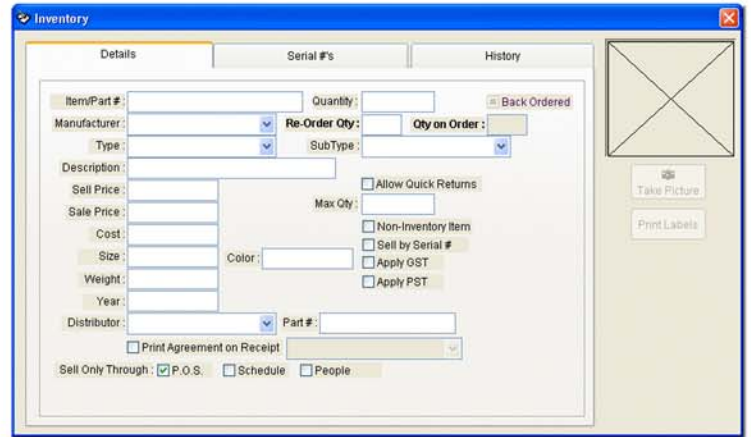 Inventory
Details Serial #'s History
Item/Part #: Quantity: Back Ordered
Manufacturer: Re-Order Qty: Qty on Order:
Type: SubType:
Description:
Sell Price: Allow Quick Returns
Sale Price: Max Qty:
Cost: Non-Inventory Item
Size: Color: Sell by Serial #
Weight: Apply GST
Year: Apply PST
Distributor: Part #:
Print Agreement on Receipt
Sell Only Through: P.O.S. Schedule People
Take Picture
Print Labels